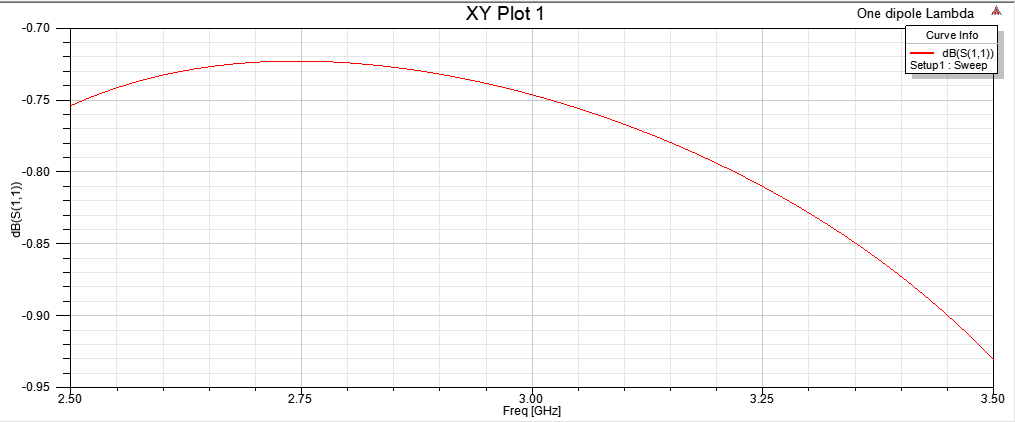 XY Plot 1
One dipole Lambda
Curve Info
dB(S(1,1))
Setup1 : Sweep
-0.70
-0.75
-0.80
-0.85
-0.90
-0.95
dB(S(1,1))
2.50
2.75
3.00
3.25
3.50
Freq [GHz]